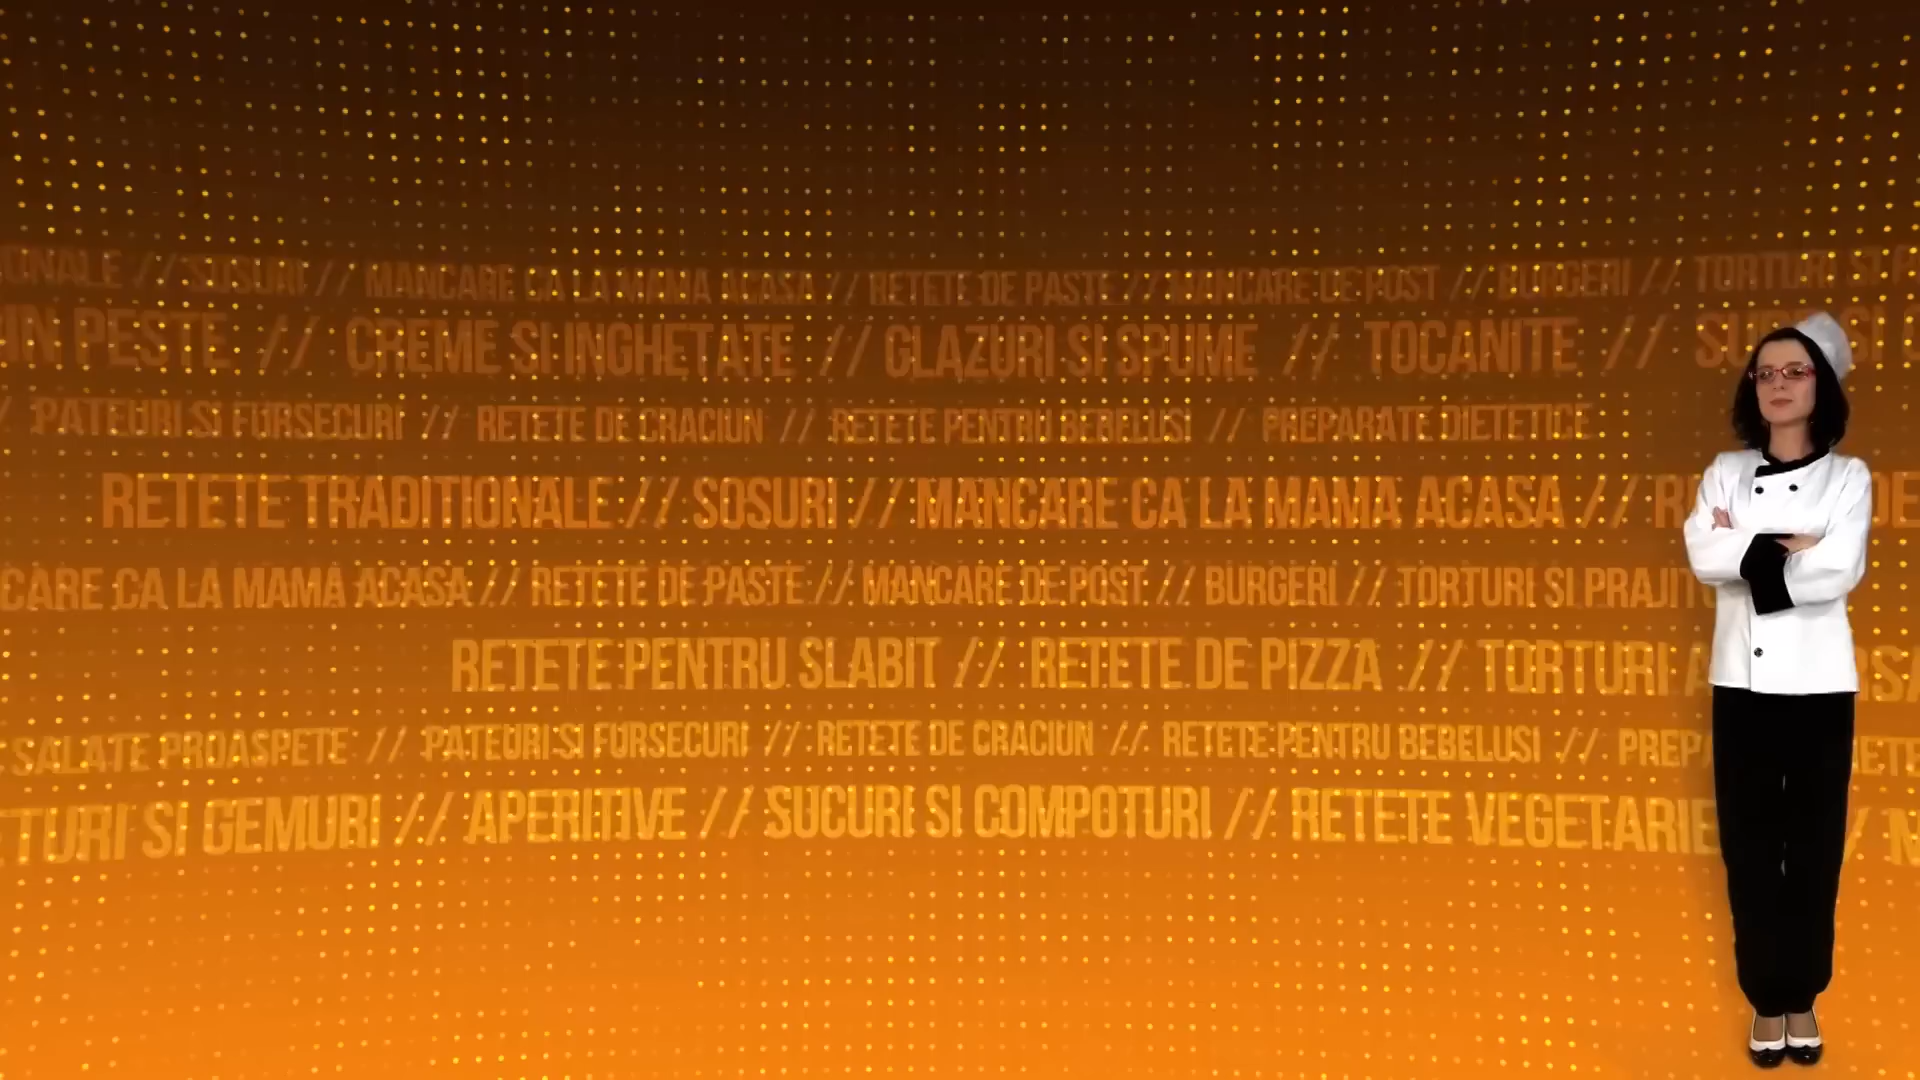 SOSURI // MANCARE CA LA MAMA ACASA // RETETE DE PASTE // MANCARE DE POST // BURGERI // TORTURI SI
PESTE // CREME SI INGHETATE // GLAZURI SI SPUME // TOCANITE // SI
// PATEURI SI FURSECURI // RETETE DE CRACIUN // RETETE PENTRU BEBELUSI // PREPARATE DIETETICE
RETETE TRADITIONALE // SOSURI // MANCARE CA LA MAMA ACASA //
CA LA MAMA ACASA // RETETE DE PASTE // MANCARE DE POST // BURGERI // TORTURI SI
RETETE PENTRU SLABIT // RETETE DE PIZZA // TORTURI
SALATE PROASPETE // PATEURI SI FURSECURI // RETETE DE CRACIUN // RETETE PENTRU BEBELUSI //
SI GEMURI // APERITIVE // SUCURI SI COMPOTURI // RETETE